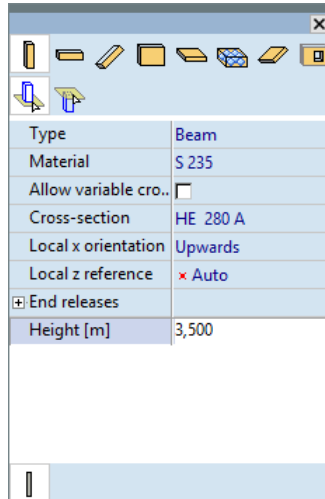 Type Beam
Material S 235
Allow variable cro..
Cross-section HE 280 A
Local x orientation Upwards
Local z reference Auto
End releases
Height [m] 3,500